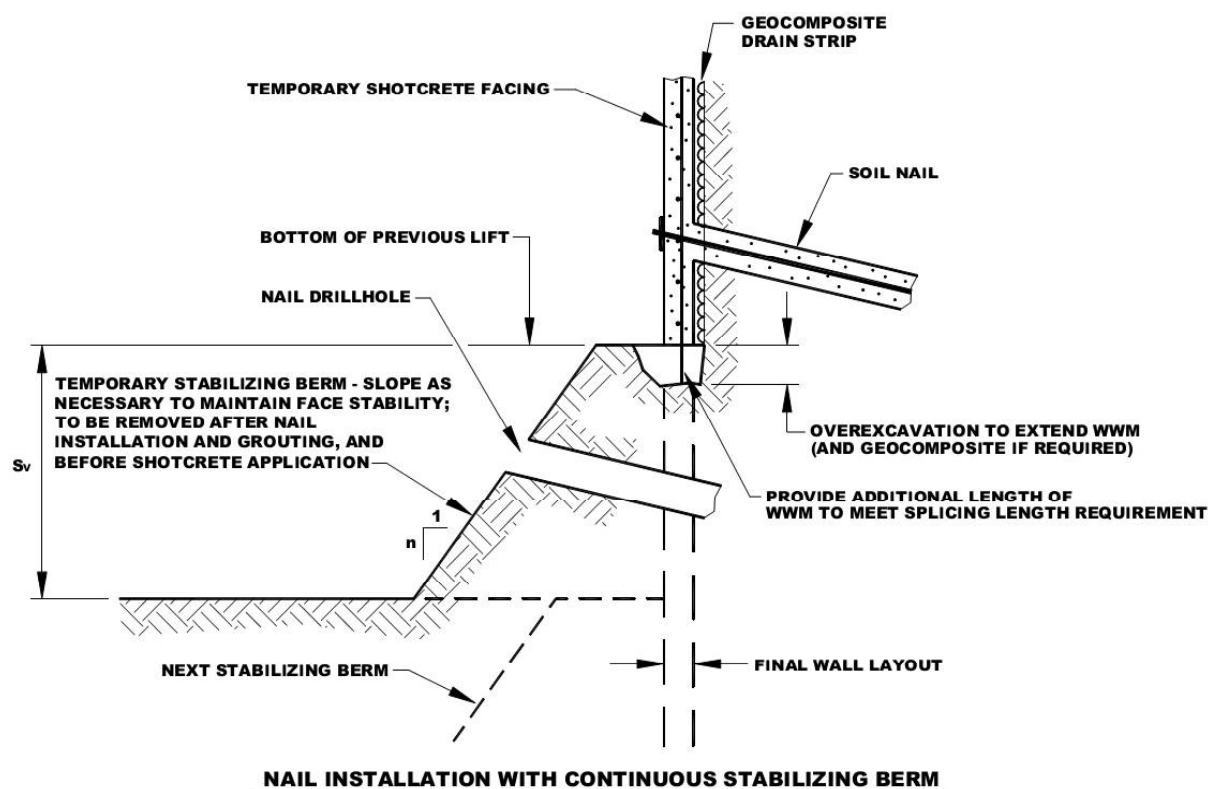 GEOCOMPOSITE
DRAIN STRIP
TEMPORARY SHOTCRETE FACING
SOIL NAIL
BOTTOM OF PREVIOUS LIFT
NAIL DRILLHOLE
TEMPORARY STABILIZING BERM - SLOPE AS
NECESSARY TO MAINTAIN FACE STABILITY;
TO BE REMOVED AFTER NAIL
INSTALLATION AND GROUTING, AND
BEFORE SHOTCRETE APPLICATION
OVEREXCAVATION TO EXTEND WWM
(AND GEOCOMPOSITE IF REQUIRED)
Sv
PROVIDE ADDITIONAL LENGTH OF
WWM TO MEET SPLICING LENGTH REQUIREMENT
1
n
NEXT STABILIZING BERM
FINAL WALL LAYOUT
NAIL INSTALLATION WITH CONTINUOUS STABILIZING BERM